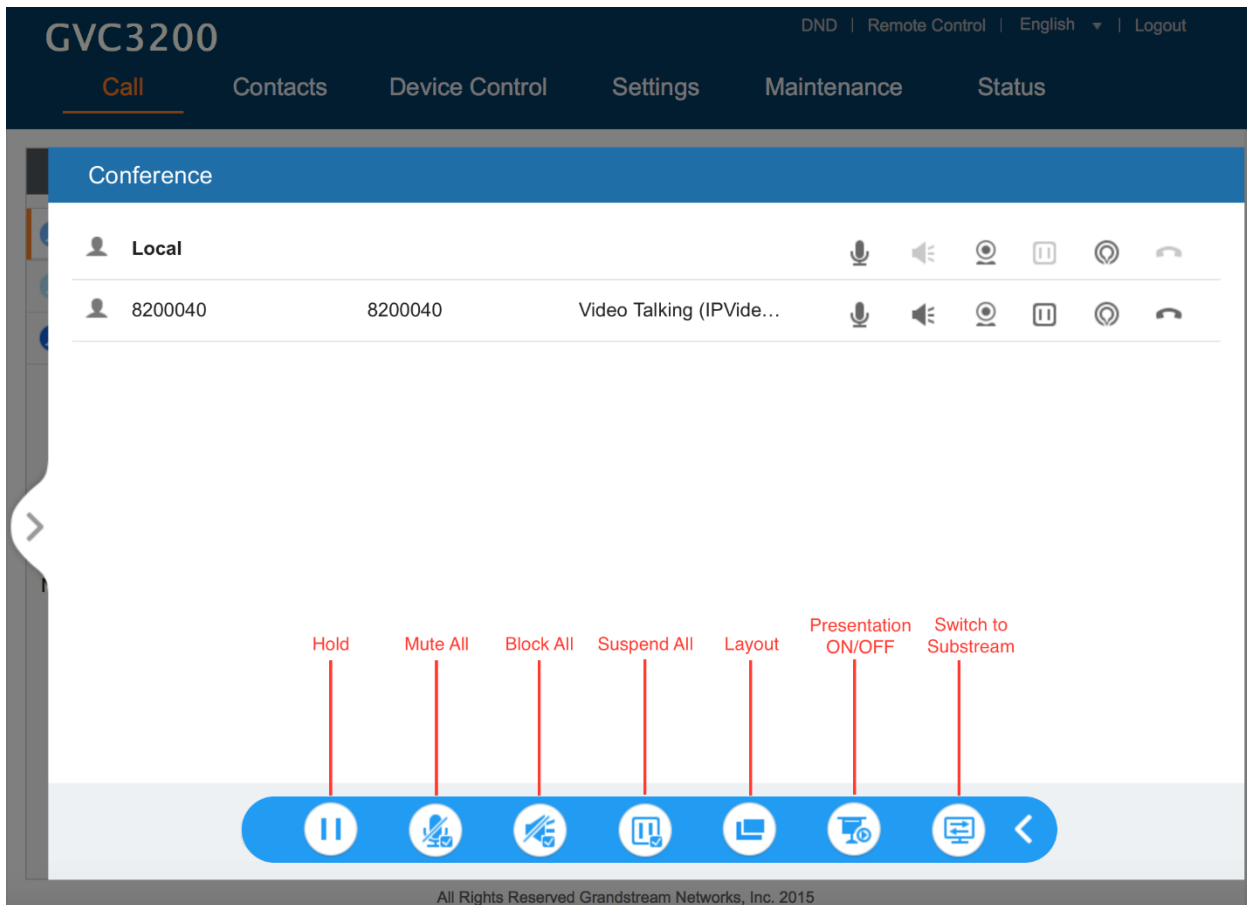 GVC3200
DND | Remote Control | English | Logout
Call Contacts Device Control Settings Maintenance Status
Conference
Local
8200040 8200040 Video Talking (IPVide...
Hold Mute All Block All Suspend All Layout Presentation ON/OFF Switch to Substream
All Rights Reserved Grandstream Networks, Inc. 2015